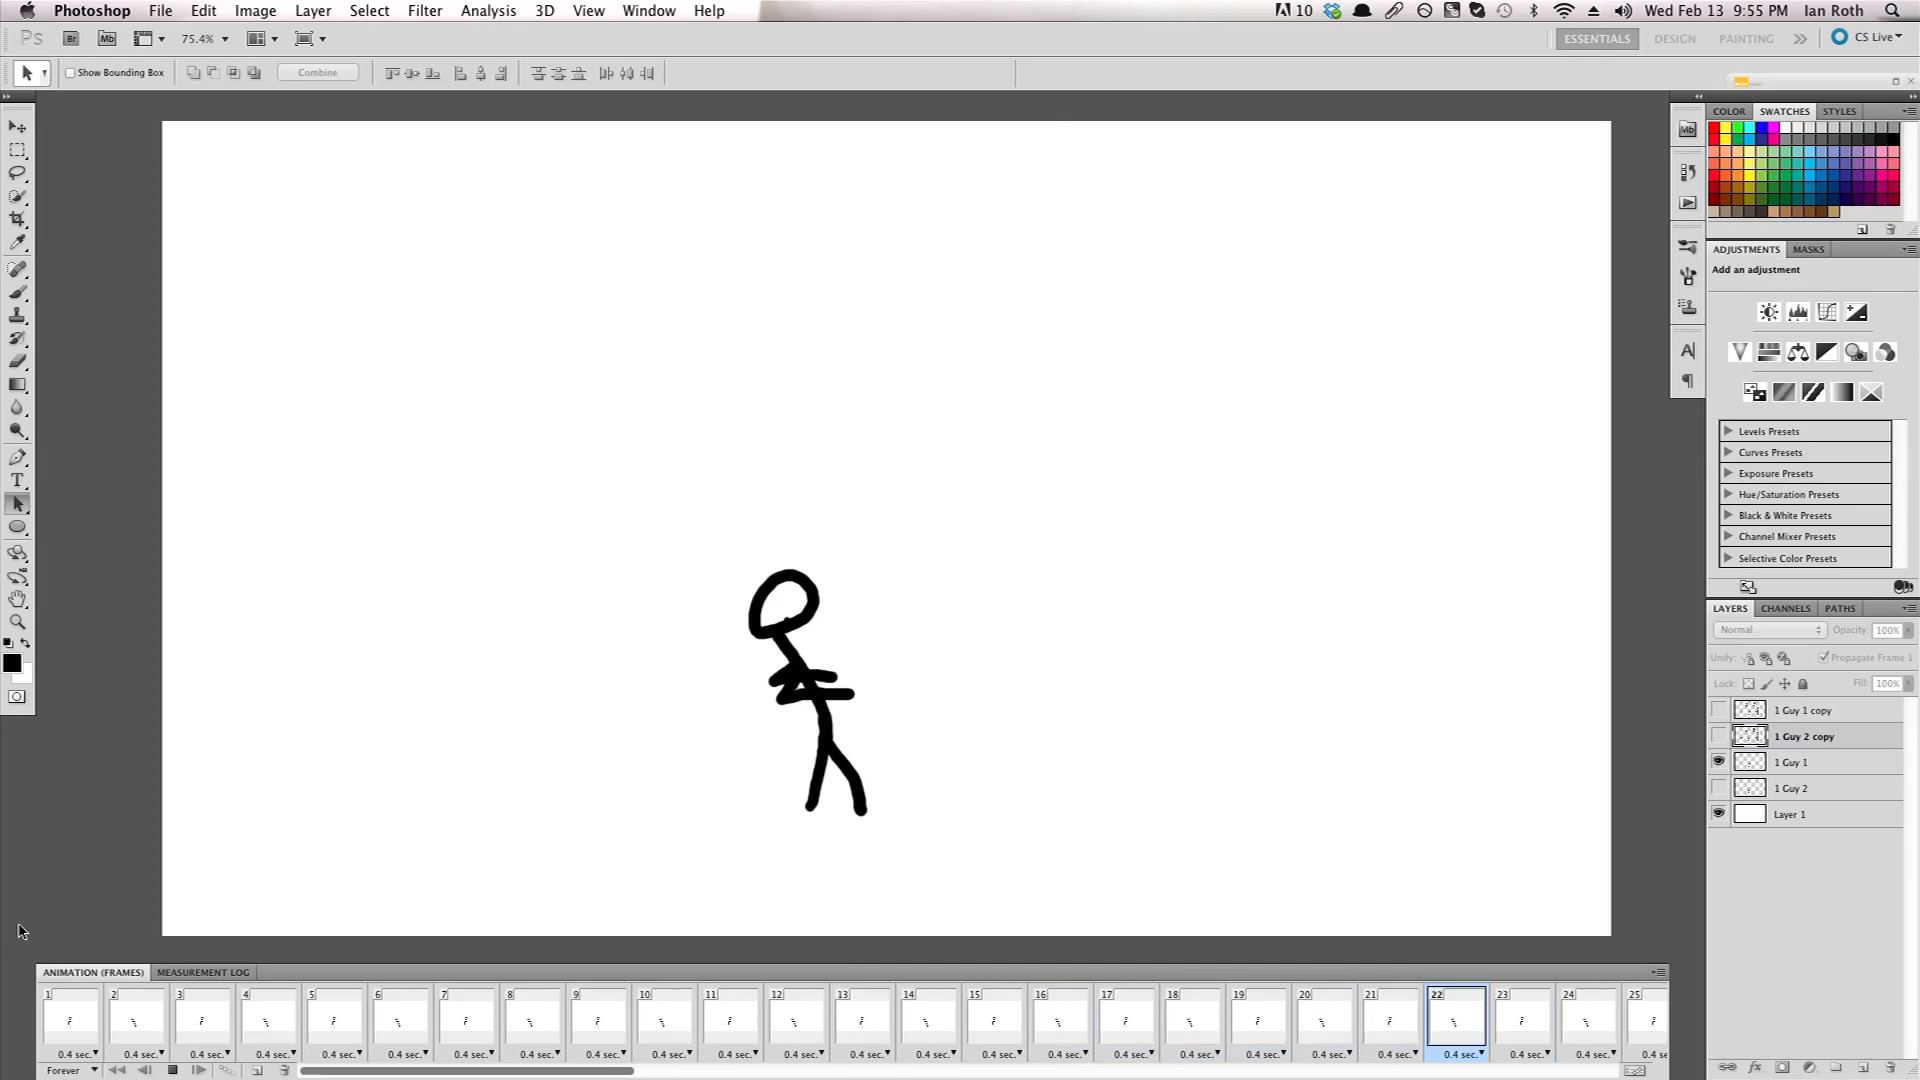 Photoshop File Edit Image Layer Select Filter Analysis 3D View Window Help 10 Wed Feb 13 9:55 PM Ian Roth
Ps Br Mb 75.4% ESSENTIALS DESIGN PAINTING CS Live
Show Bounding Box Combine
COLOR SWATCHES STYLES
Mb
ADJUSTMENTS MASKS
Add an adjustment
Levels Presets
Curves Presets
Exposure Presets
Hue/Saturation Presets
Black & White Presets
Channel Mixer Presets
Selective Color Presets
LAYERS CHANNELS PATHS
Normal Opacity: 100%
Unify: Propagate Frame 1
Lock: Fill: 100%
1 Guy 1 copy
1 Guy 2 copy
1 Guy 1
1 Guy 2
Layer 1
ANIMATION (FRAMES) MEASUREMENT LOG
1 2 3 4 5 6 7 8 9 10 11 12 13 14 15 16 17 18 19 20 21 22 23 24 25
0.4 sec. 0.4 sec. 0.4 sec. 0.4 sec. 0.4 sec. 0.4 sec. 0.4 sec. 0.4 sec. 0.4 sec. 0.4 sec. 0.4 sec. 0.4 sec. 0.4 sec. 0.4 sec. 0.4 sec. 0.4 sec. 0.4 sec. 0.4 sec. 0.4 sec. 0.4 sec. 0.4 sec. 0.4 sec. 0.4 sec. 0.4 sec. 0.4 se
Forever